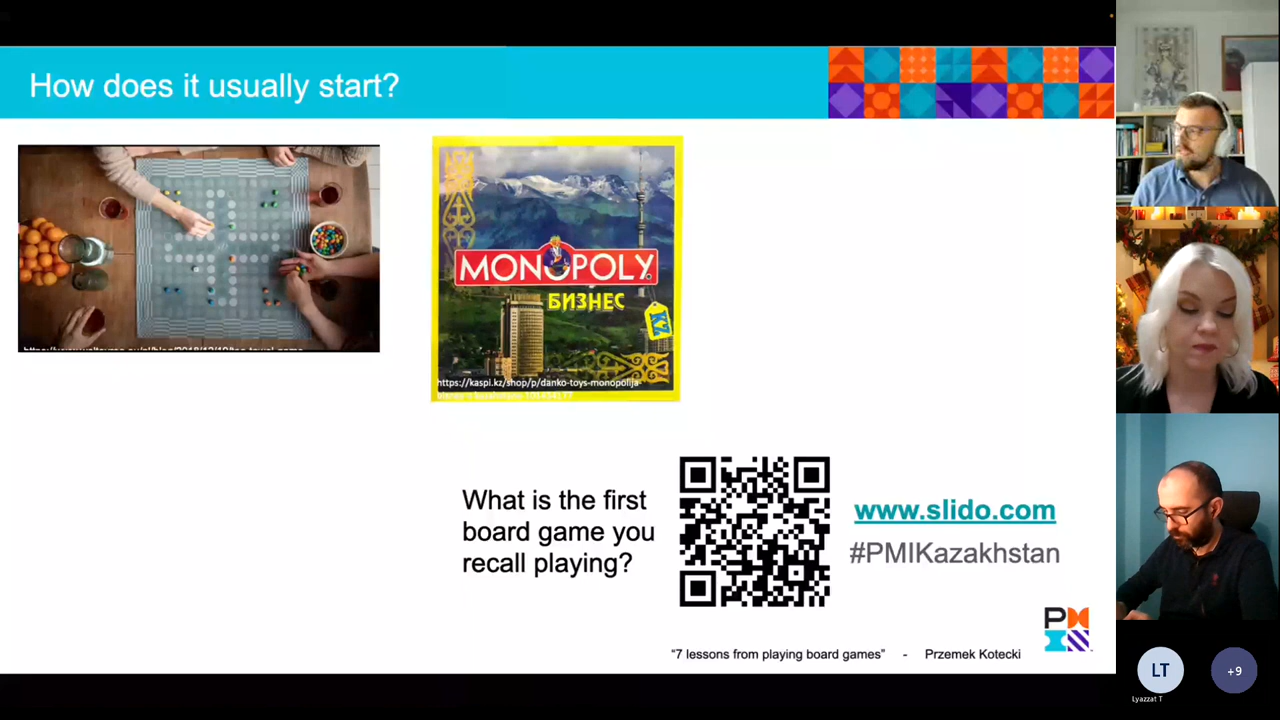 How does it usually start?
MONOPOLY
БИЗНЕС
KZ
https://kaspi.kz/shop/p/danko-toys-monopolija-
What is the first
board game you
recall playing?
www.slido.com
#PMIKazakhstan
"7 lessons from playing board games" - Przemek Kotecki
LT
+9
Lyazzat T